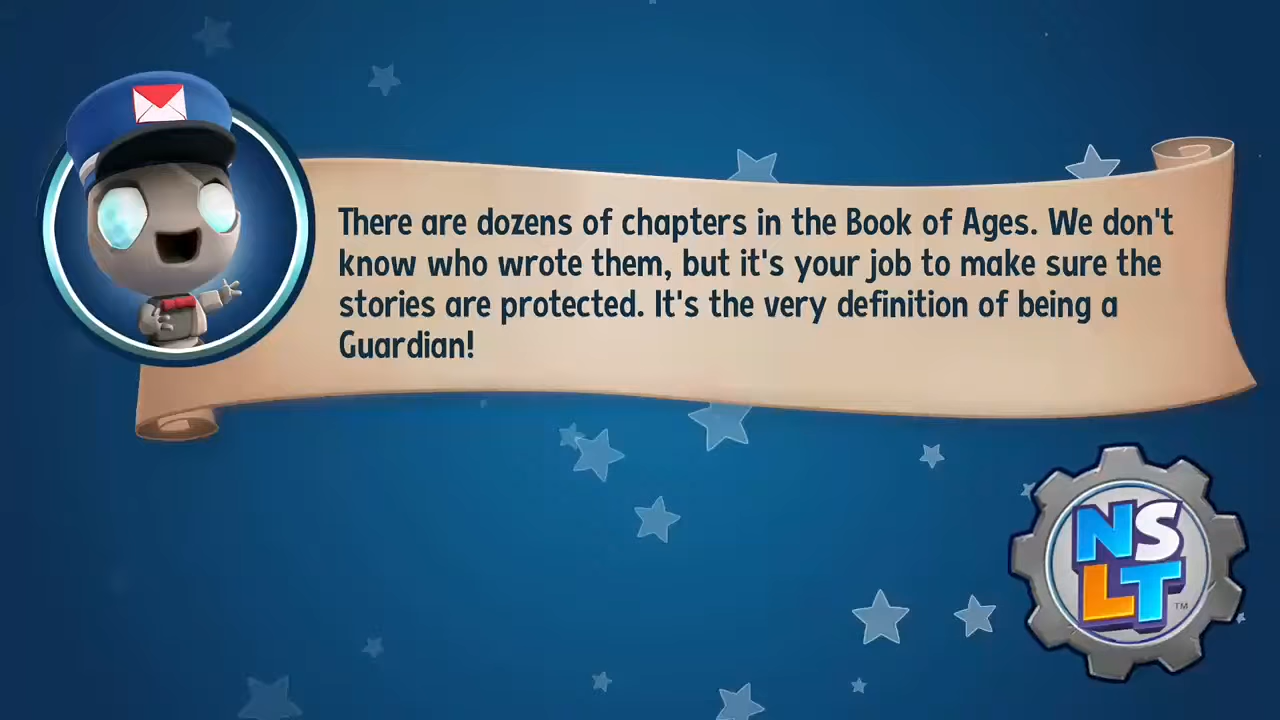 There are dozens of chapters in the Book of Ages. We don't
know who wrote them, but it's your job to make sure the
stories are protected. It's the very definition of being a
Guardian!
NS
LT
TM